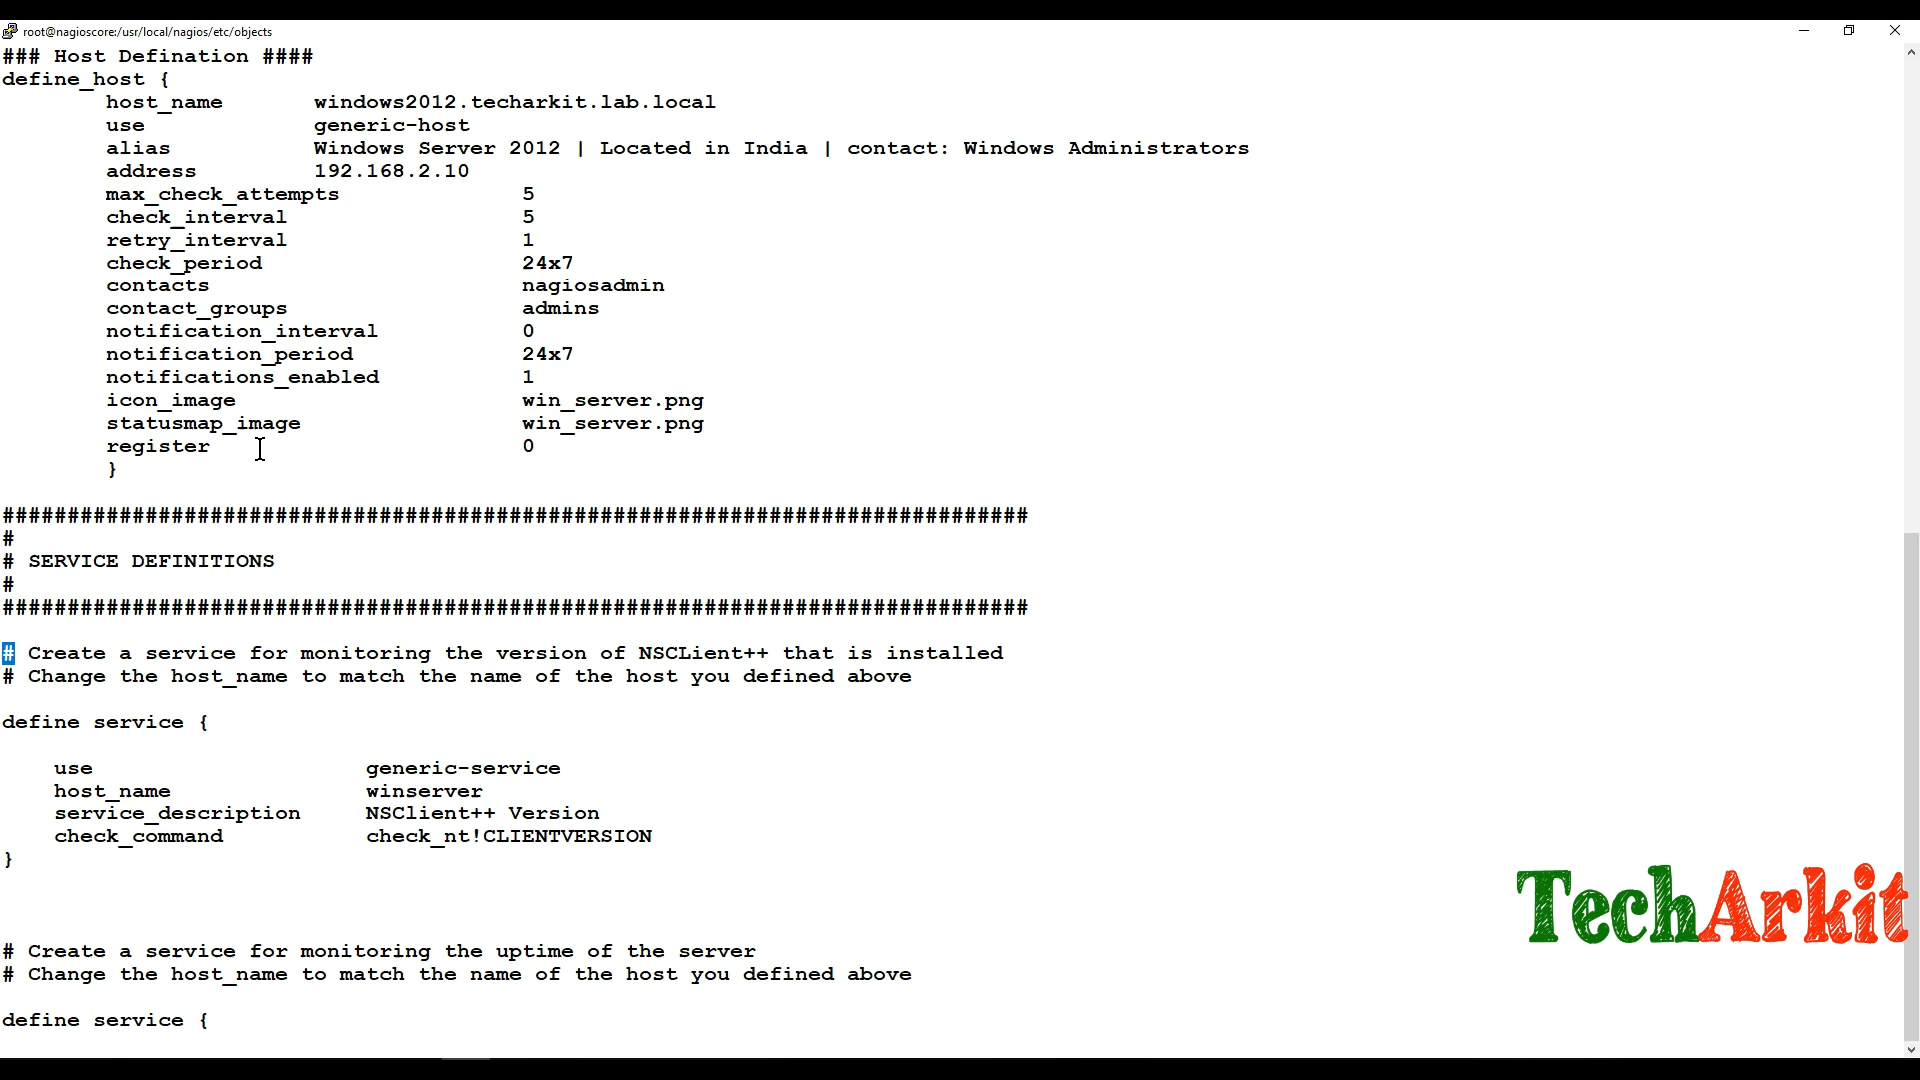 root@nagioscore:/usr/local/nagios/etc/objects
### Host Defination ####
define_host {
host_name windows2012.techarkit.lab.local
use generic-host
alias Windows Server 2012 | Located in India | contact: Windows Administrators
address 192.168.2.10
max_check_attempts 5
check_interval 5
retry_interval 1
check_period 24x7
contacts nagiosadmin
contact_groups admins
notification_interval 0
notification_period 24x7
notifications_enabled 1
icon_image win_server.png
statusmap_image win_server.png
register 0
}
###############################################################################
#
# SERVICE DEFINITIONS
#
###############################################################################
# Create a service for monitoring the version of NSCLient++ that is installed
# Change the host_name to match the name of the host you defined above
define service {
use generic-service
host_name winserver
service_description NSClient++ Version
check_command check_nt!CLIENTVERSION
}
TechArkit
# Create a service for monitoring the uptime of the server
# Change the host_name to match the name of the host you defined above
define service {